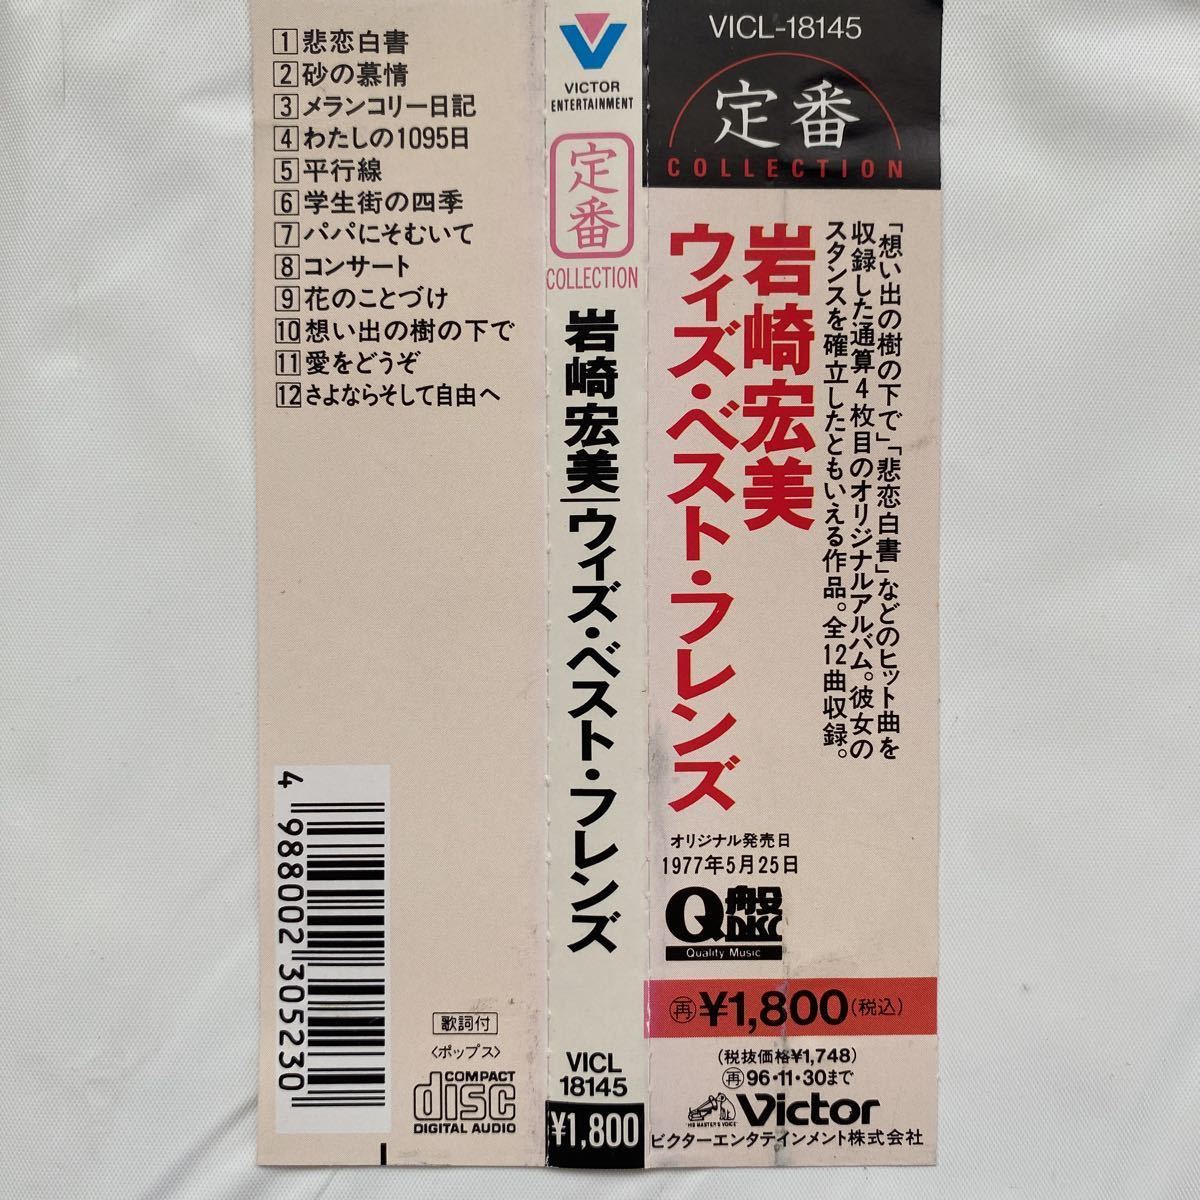 1 悲恋白書
2 砂の慕情
3 メランコリー日記
4 わたしの1095日
5 平行線
6 学生街の四季
7 パパにそむいて
8 コンサート
9 花のことづけ
10 想い出の樹の下で
11 愛をどうぞ
12 さよならそして自由へ
4 988002 305230
歌詞付
〈ポップス〉
COMPACT
disc
DIGITAL AUDIO
VICTOR
ENTERTAINMENT
定番
COLLECTION
岩崎宏美|ウィズ・ベスト・フレンズ
VICL
18145
¥1,800
VICL-18145
定番
COLLECTION
「想い出の樹の下で」「悲恋白書」などのヒット曲を
収録した通算4枚目のオリジナルアルバム。彼女の
スタンスを確立したともいえる作品。全12曲収録。
岩崎宏美
ウィズ・ベスト・フレンズ
オリジナル発売日
1977年5月25日
Q盤
Quality Music
再 ¥1,800(税込)
(税抜価格¥1,748)
再 96・11・30まで
"HIS MASTER'S VOICE"
Victor
ビクターエンタテインメント株式会社